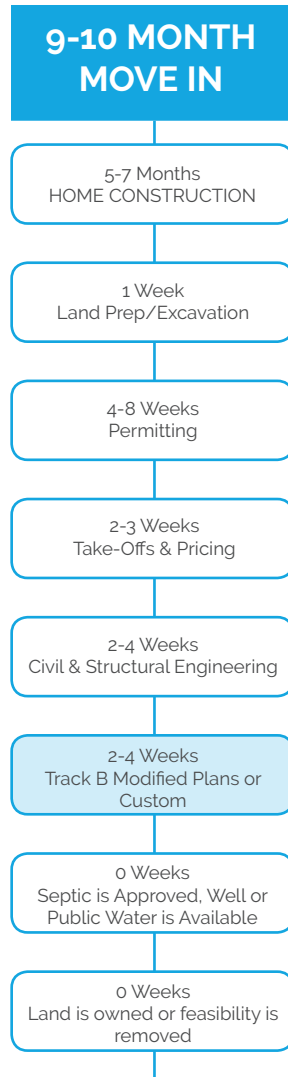 9-10 MONTH
MOVE IN
5-7 Months
HOME CONSTRUCTION
1 Week
Land Prep/Excavation
4-8 Weeks
Permitting
2-3 Weeks
Take-Offs & Pricing
2-4 Weeks
Civil & Structural Engineering
2-4 Weeks
Track B Modified Plans or
Custom
0 Weeks
Septic is Approved, Well or
Public Water is Available
0 Weeks
Land is owned or feasibility is
removed